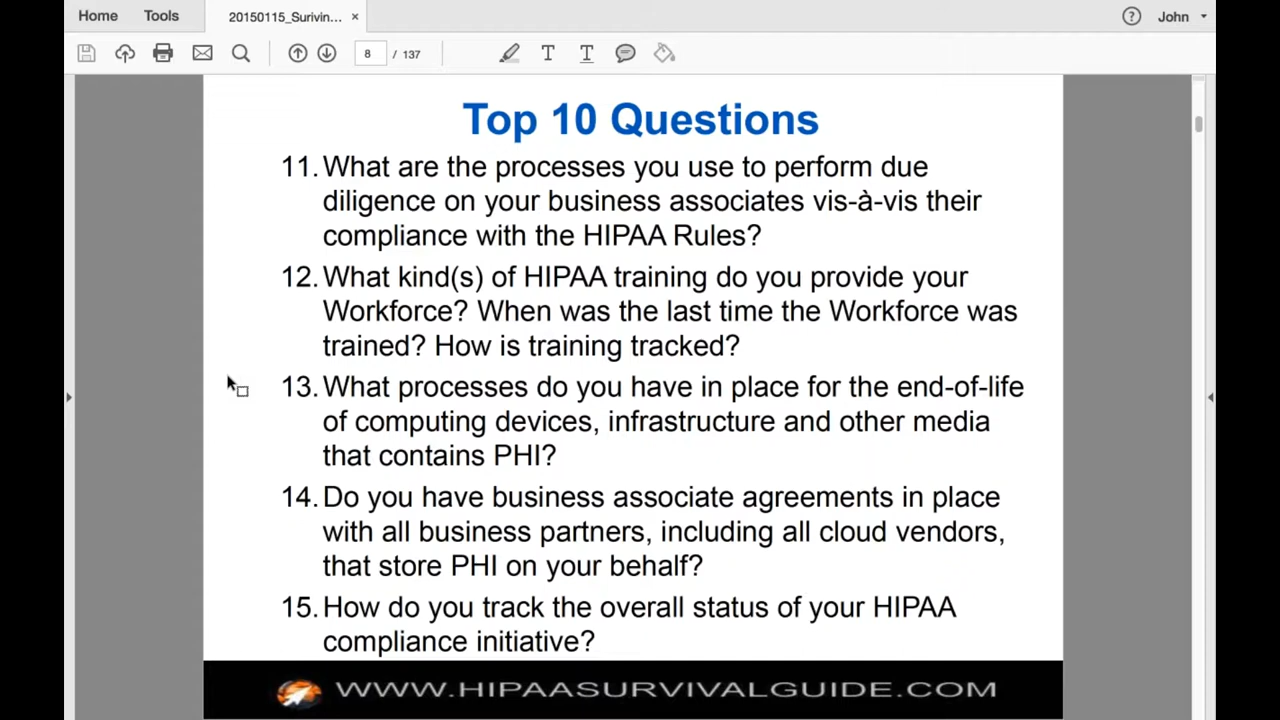 Home Tools 20150115_Surivin... × ? John
8 / 137
Top 10 Questions
11. What are the processes you use to perform due
diligence on your business associates vis-à-vis their
compliance with the HIPAA Rules?
12. What kind(s) of HIPAA training do you provide your
Workforce? When was the last time the Workforce was
trained? How is training tracked?
13. What processes do you have in place for the end-of-life
of computing devices, infrastructure and other media
that contains PHI?
14. Do you have business associate agreements in place
with all business partners, including all cloud vendors,
that store PHI on your behalf?
15. How do you track the overall status of your HIPAA
compliance initiative?
WWW.HIPAASURVIVALGUIDE.COM